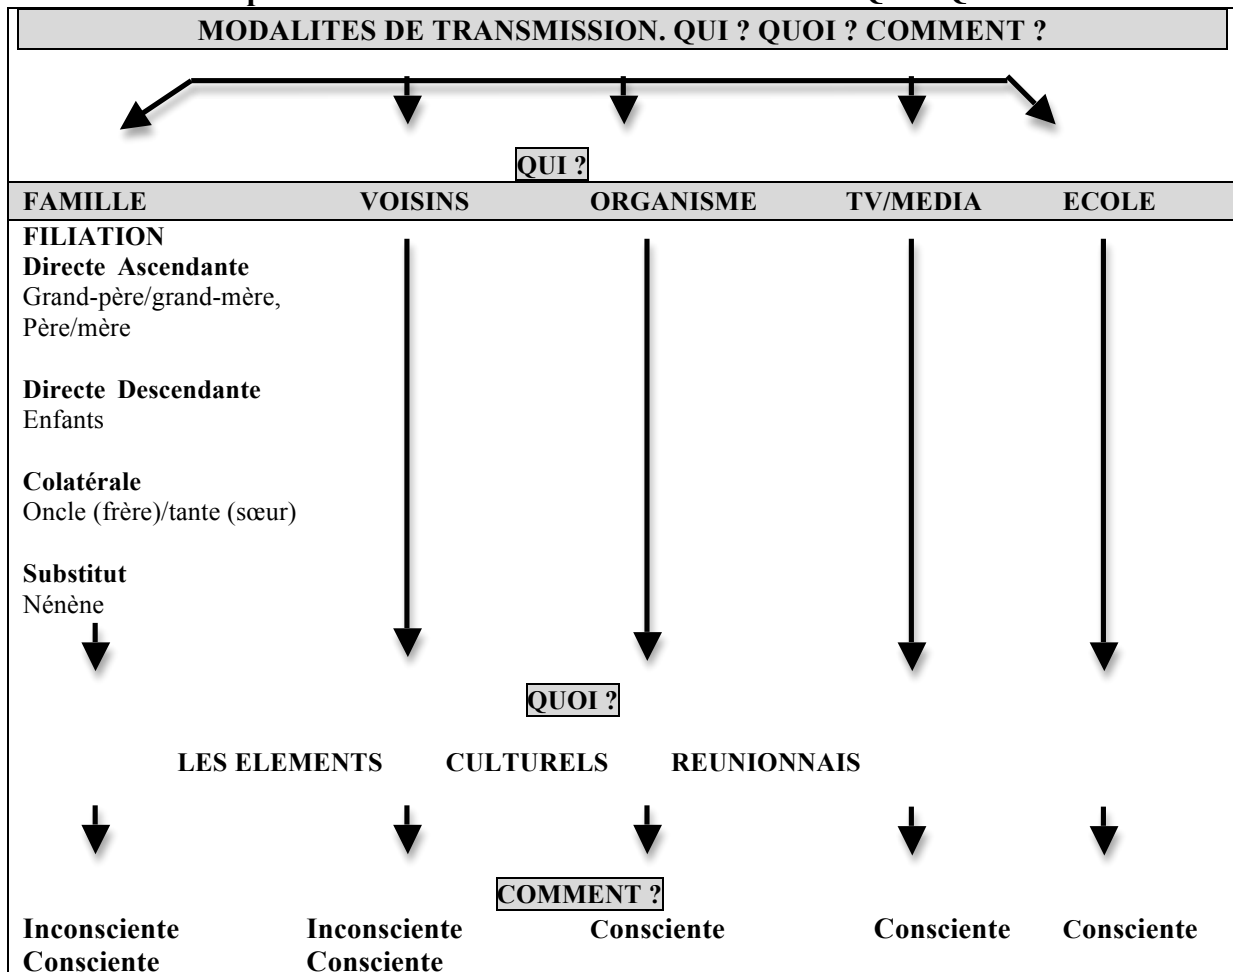 MODALITES DE TRANSMISSION. QUI ? QUOI ? COMMENT ?
QUI ?
FAMILLE VOISINS ORGANISME TV/MEDIA ECOLE
FILIATION
Directe Ascendante
Grand-père/grand-mère,
Père/mère
Directe Descendante
Enfants
Colatérale
Oncle (frère)/tante (sœur)
Substitut
Nénène
QUOI ?
LES ELEMENTS CULTURELS REUNIONNAIS
COMMENT ?
Inconsciente Inconsciente Consciente Consciente Consciente
Consciente Consciente